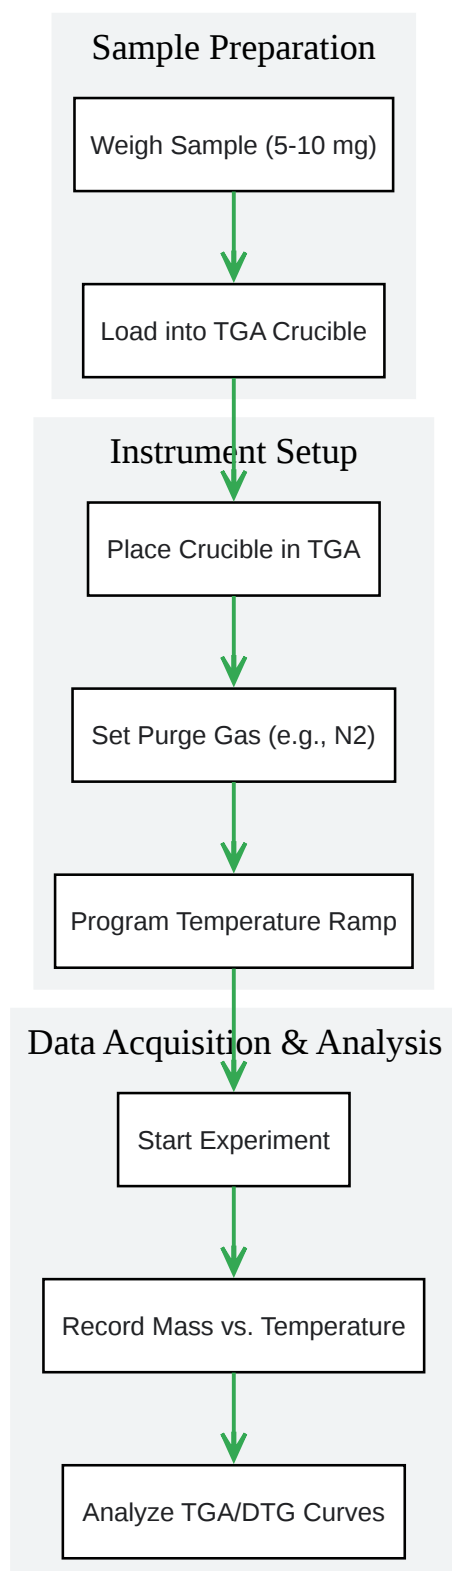 Sample Preparation
Weigh Sample (5-10 mg)
Load into TGA Crucible
Instrument Setup
Place Crucible in TGA
Set Purge Gas (e.g., N2)
Program Temperature Ramp
Data Acquisition & Analysis
Start Experiment
Record Mass vs. Temperature
Analyze TGA/DTG Curves